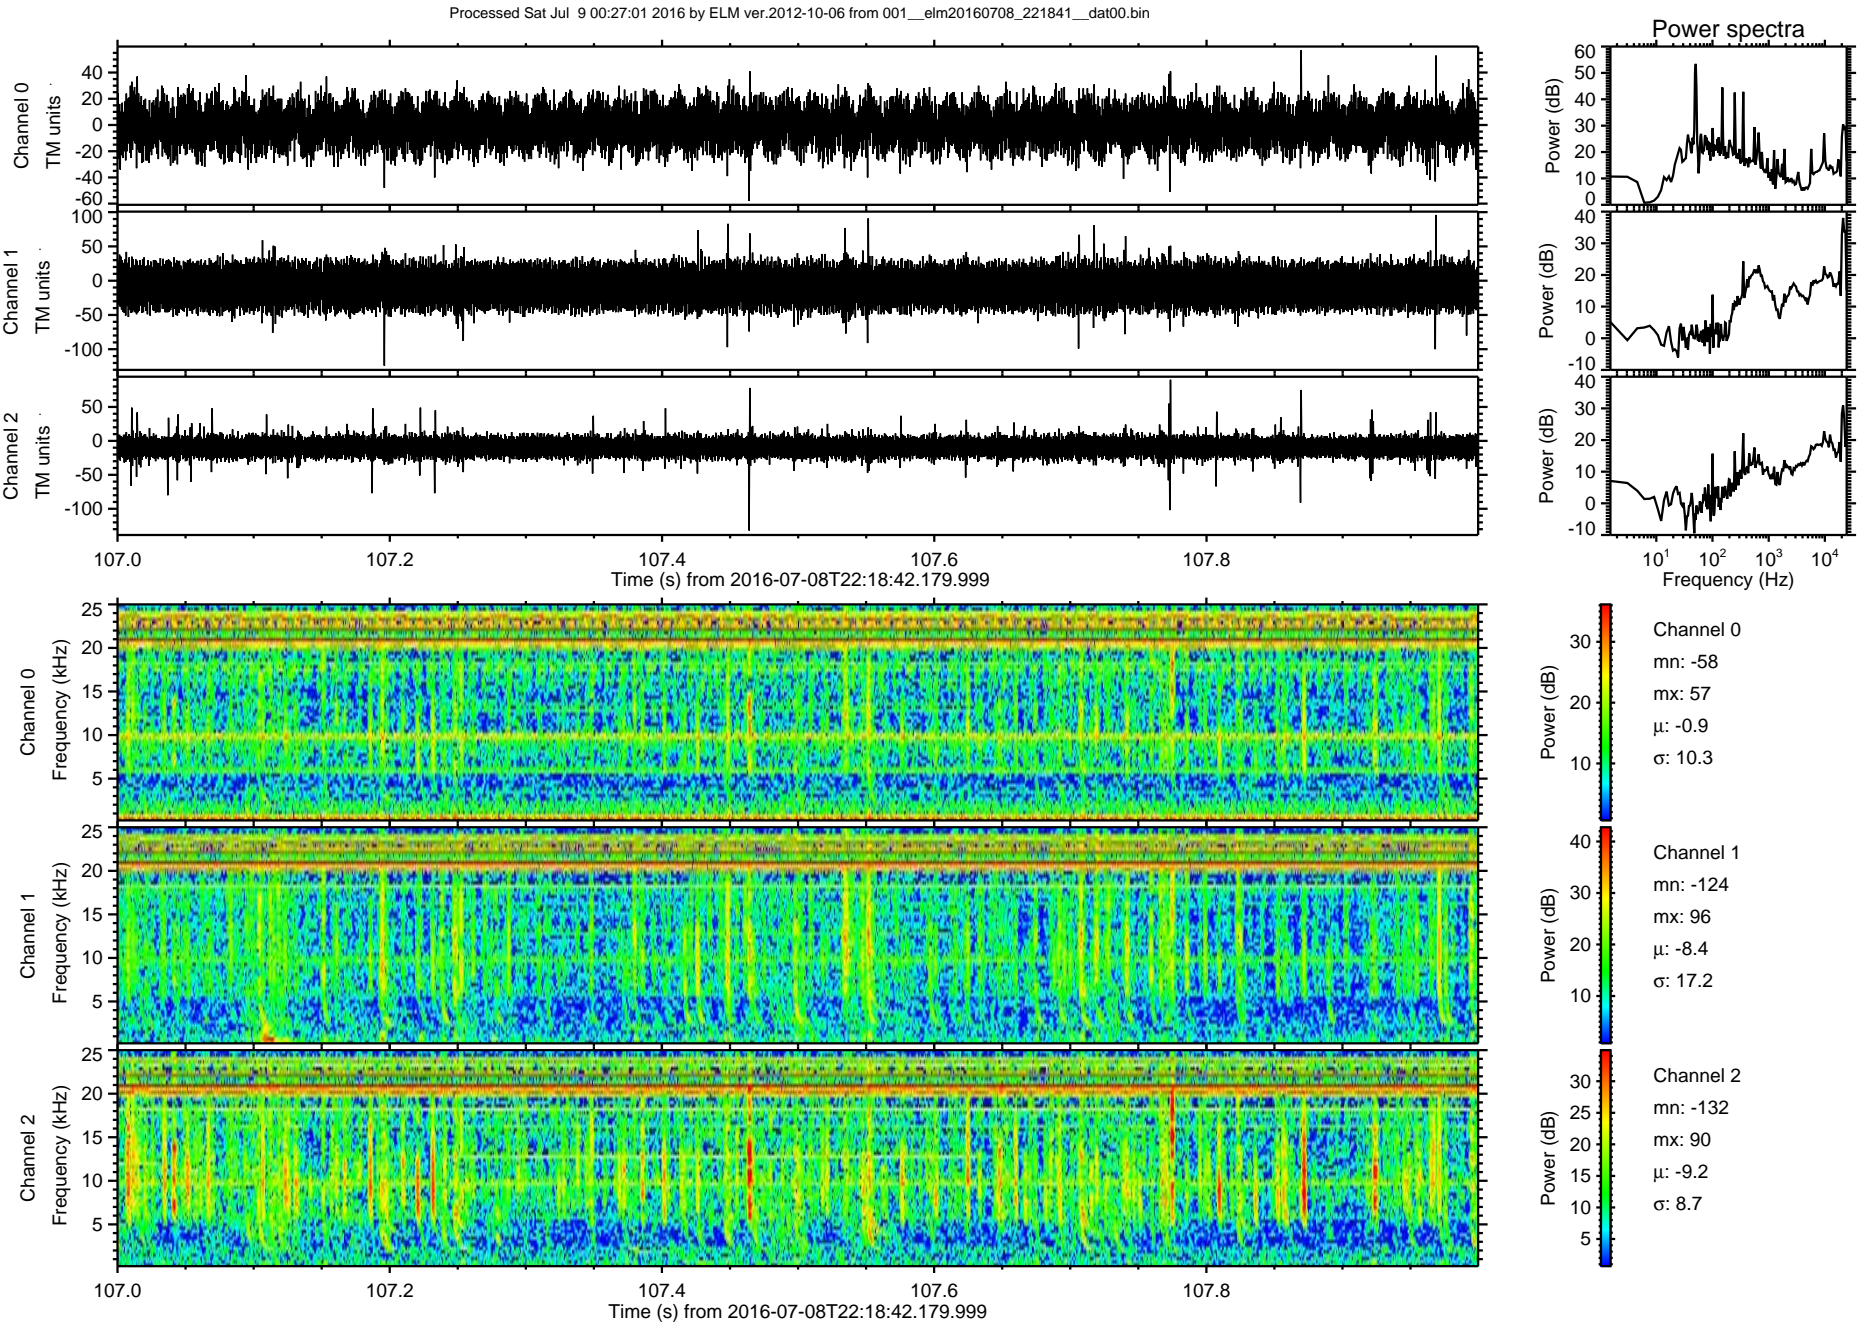 Processed Sat Jul  9 00:27:01 2016 by ELM ver.2012-10-06 from 001__elm20160708_221841__dat00.bin
Power spectra
Channel 0
TM units
40
20
0
-20
-40
-60
Power (dB)
60
50
40
30
20
10
0
Channel 1
TM units
100
50
0
-50
-100
Power (dB)
40
30
20
10
0
-10
Channel 2
TM units
50
0
-50
-100
Power (dB)
40
30
20
10
0
-10
107.0 107.2 107.4 107.6 107.8
Time (s) from 2016-07-08T22:18:42.179.999
10¹ 10² 10³ 10⁴
Frequency (Hz)
Channel 0
Frequency (kHz)
25
20
15
10
5
Power (dB)
30
20
10
Channel 0
mn: -58
mx: 57
μ: -0.9
σ: 10.3
Channel 1
Frequency (kHz)
25
20
15
10
5
Power (dB)
40
30
20
10
Channel 1
mn: -124
mx: 96
μ: -8.4
σ: 17.2
Channel 2
Frequency (kHz)
25
20
15
10
5
Power (dB)
30
25
20
15
10
5
Channel 2
mn: -132
mx: 90
μ: -9.2
σ: 8.7
107.0 107.2 107.4 107.6 107.8
Time (s) from 2016-07-08T22:18:42.179.999